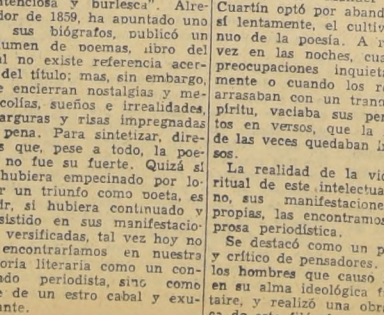 atenciosa y burlesca". Alre-
dor de 1859, ha apuntado uno
sus biógrafos, publicó un
lumen de poemas, libro del
al no existe referencia acer-
del título; mas, sin embargo,
e encierran nostalgias y me-
colías, sueños e irrealidades,
arguras y risas impregnadas
pena. Para sintetizar, dire-
s que, pese a todo, la poe-
no fue su fuerte. Quizá si
hubiera empecinado por lo-
r un triunfo como poeta, es
ir, si hubiera continuado y
sistido en sus manifestacio-
versificadas, tal vez hoy no
encontraríamos en nuestra
oria literaria como un con-
ado periodista, sino como
e de un estro cabal y exu-
ante.
Cuartín optó por aband
sí lentamente, el cultiv
nuo de la poesía. A r
vez en las noches, cua
preocupaciones inquiet
mente o cuando los re
arrasaban con un trans
píritu, vaciaba sus pen
tos en versos, que la
de las veces quedaban i
sos.
La realidad de la vid
ritual de este intelectua
no, sus manifestacione
propias, las encontramos
prosa periodística.
Se destacó como un p
y crítico de pensadores.
los hombres que causó
en su alma ideológica f
taire, y realizó una obra